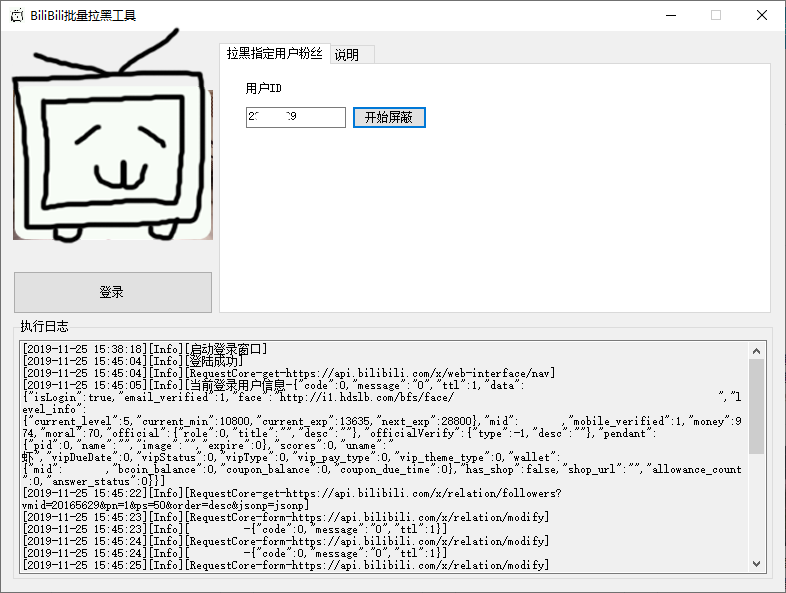 BiliBili批量拉黑工具
拉黑指定用户粉丝 说明
用户ID
开始屏蔽
登录
执行日志
[2019-11-25 15:38:18][Info][启动登录窗口]
[2019-11-25 15:45:04][Info][登陆成功]
[2019-11-25 15:45:04][Info][RequestCore-get-https://api.bilibili.com/x/web-interface/nav]
[2019-11-25 15:45:05][Info][当前登录用户信息-{"code":0,"message":"0","ttl":1,"data":
{"isLogin":true,"email_verified":1,"face":"http://i1.hdslb.com/bfs/face/ ","l
evel_info":
{"current_level":5,"current_min":10800,"current_exp":13635,"next_exp":28800},"mid": ,"mobile_verified":1,"money":9
74,"moral":70,"official":{"role":0,"title":"","desc":""},"officialVerify":{"type":-1,"desc":""},"pendant":
{"pid":0,"name":"","image":"","expire":0},"scores":0,"uname":"
虾","vipDueDate":0,"vipStatus":0,"vipType":0,"vip_pay_type":0,"vip_theme_type":0,"wallet":
{"mid": ,"bcoin_balance":0,"coupon_balance":0,"coupon_due_time":0},"has_shop":false,"shop_url":"","allowance_count
":0,"answer_status":0}}]
[2019-11-25 15:45:22][Info][RequestCore-get-https://api.bilibili.com/x/relation/followers?
vmid=20165629&pn=1&ps=50&order=desc&jsonp=jsonp]
[2019-11-25 15:45:23][Info][RequestCore-form-https://api.bilibili.com/x/relation/modify]
[2019-11-25 15:45:23][Info][ -{"code":0,"message":"0","ttl":1}]
[2019-11-25 15:45:24][Info][RequestCore-form-https://api.bilibili.com/x/relation/modify]
[2019-11-25 15:45:24][Info][ -{"code":0,"message":"0","ttl":1}]
[2019-11-25 15:45:25][Info][RequestCore-form-https://api.bilibili.com/x/relation/modify]